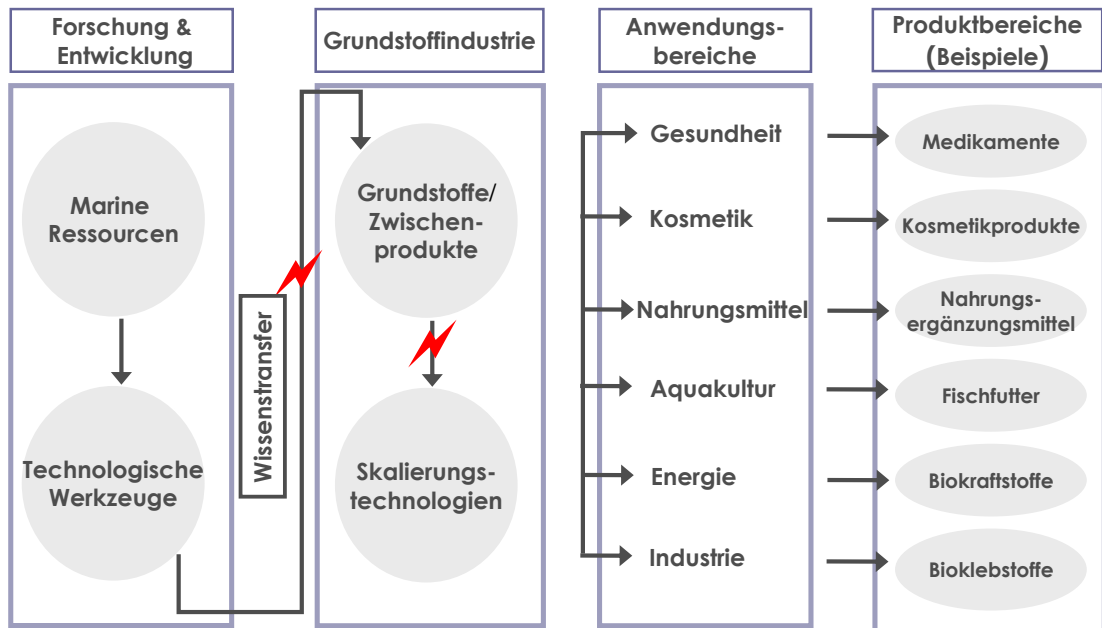 Forschung &
Entwicklung
Grundstoffindustrie
Anwendungs-
bereiche
Produktbereiche
(Beispiele)
Marine
Ressourcen
Technologische
Werkzeuge
Wissenstransfer
Grundstoffe/
Zwischen-
produkte
Skalierungs-
technologien
Gesundheit
Kosmetik
Nahrungsmittel
Aquakultur
Energie
Industrie
Medikamente
Kosmetikprodukte
Nahrungs-
ergänzungsmittel
Fischfutter
Biokraftstoffe
Bioklebstoffe